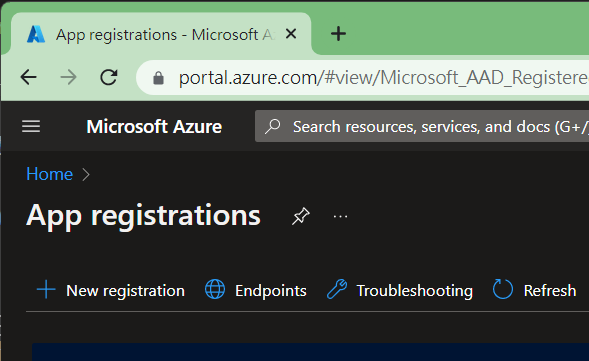 App registrations - Microsoft A
portal.azure.com/#view/Microsoft_AAD_Registere
Microsoft Azure
Search resources, services, and docs (G+/
Home
App registrations
New registration
Endpoints
Troubleshooting
Refresh